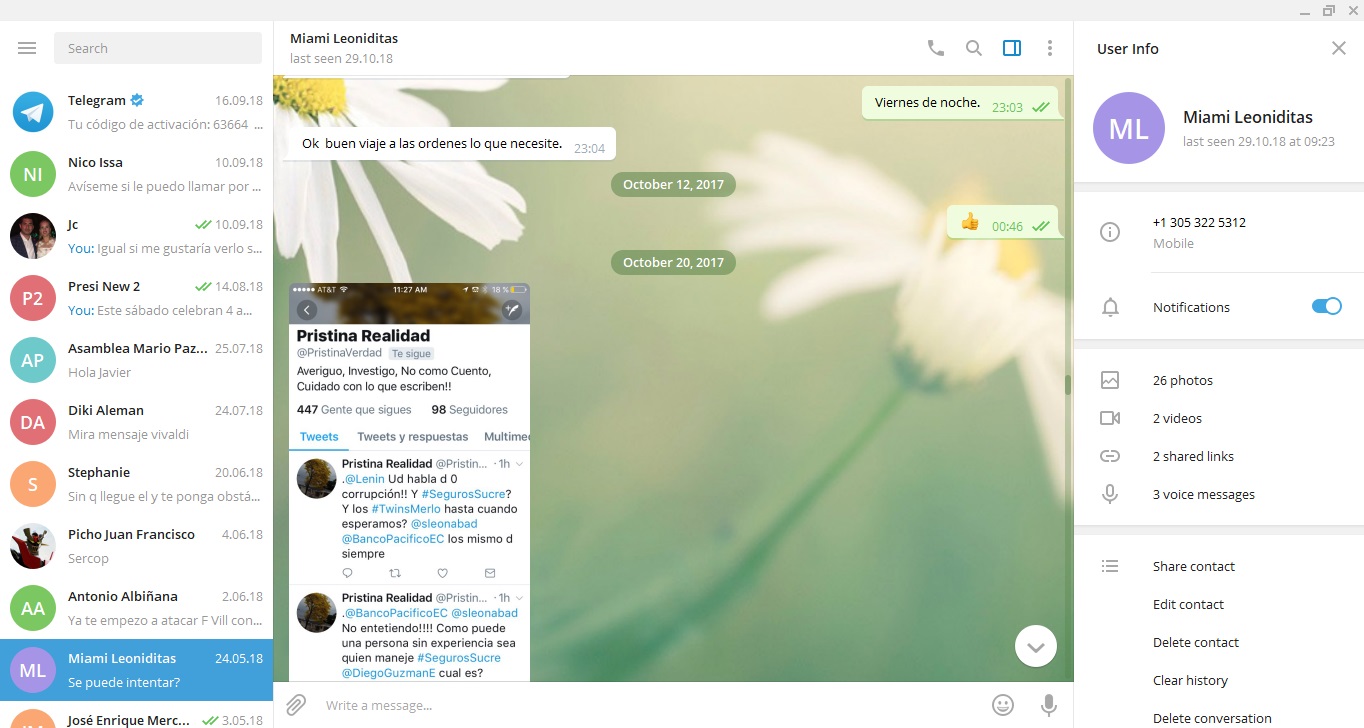 Search
Telegram 16.09.18
Tu código de activación: 63664 ...
Nico Issa 10.09.18
Avíseme si le puedo llamar por ...
Jc 10.09.18
You: Igual si me gustaría verlo s...
P2
Presi New 2 14.08.18
You: Este sábado celebran 4 a...
AP
Asamblea Mario Paz... 25.07.18
Hola Javier
DA
Diki Aleman 24.07.18
Mira mensaje vivaldi
S
Stephanie 20.06.18
Sin q llegue el y te ponga obstá...
Picho Juan Francisco 4.06.18
Sercop
AA
Antonio Albiñana 2.06.18
Ya te empezo a atacar F Vill con...
ML
Miami Leoniditas 24.05.18
Se puede intentar?
José Enrique Merc... 3.05.18
NI
Miami Leoniditas
last seen 29.10.18
Viernes de noche. 23:03
Ok buen viaje a las ordenes lo que necesite. 23:04
October 12, 2017
👍 00:46
October 20, 2017
AT&T 11:27 AM 18 %
Pristina Realidad
@PristinaVerdad Te sigue
Averiguo, Investigo, No como Cuento,
Cuidado con lo que escriben!!
447 Gente que sigues 98 Seguidores
Tweets Tweets y respuestas Multimed
Pristina Realidad @Pristin... · 1h
.@Lenin Ud habla d 0
corrupción!! Y #SegurosSucre?
Y los #TwinsMerlo hasta cuando
esperamos? @sleonabad
@BancoPacificoEC los mismo d
siempre
Pristina Realidad @Pristin... · 1h
.@BancoPacificoEC @sleonabad
No entetiendo!!!! Como puede
una persona sin experiencia sea
quien maneje #SegurosSucre
@DiegoGuzmanE cual es?
Write a message...
User Info
ML
Miami Leoniditas
last seen 29.10.18 at 09:23
+1 305 322 5312
Mobile
Notifications
26 photos
2 videos
2 shared links
3 voice messages
Share contact
Edit contact
Delete contact
Clear history
Delete conversation